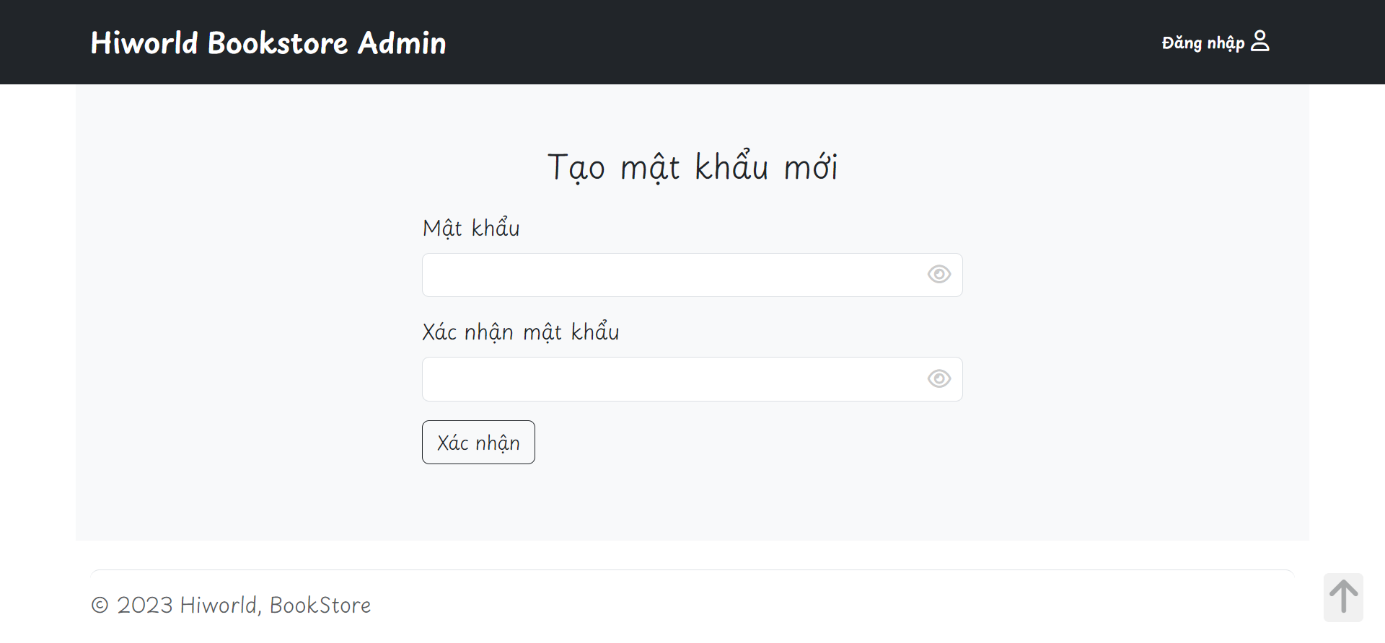 Hiworld Bookstore Admin
Đăng nhập
Tạo mật khẩu mới
Mật khẩu
Xác nhận mật khẩu
Xác nhận
© 2023 Hiworld, BookStore